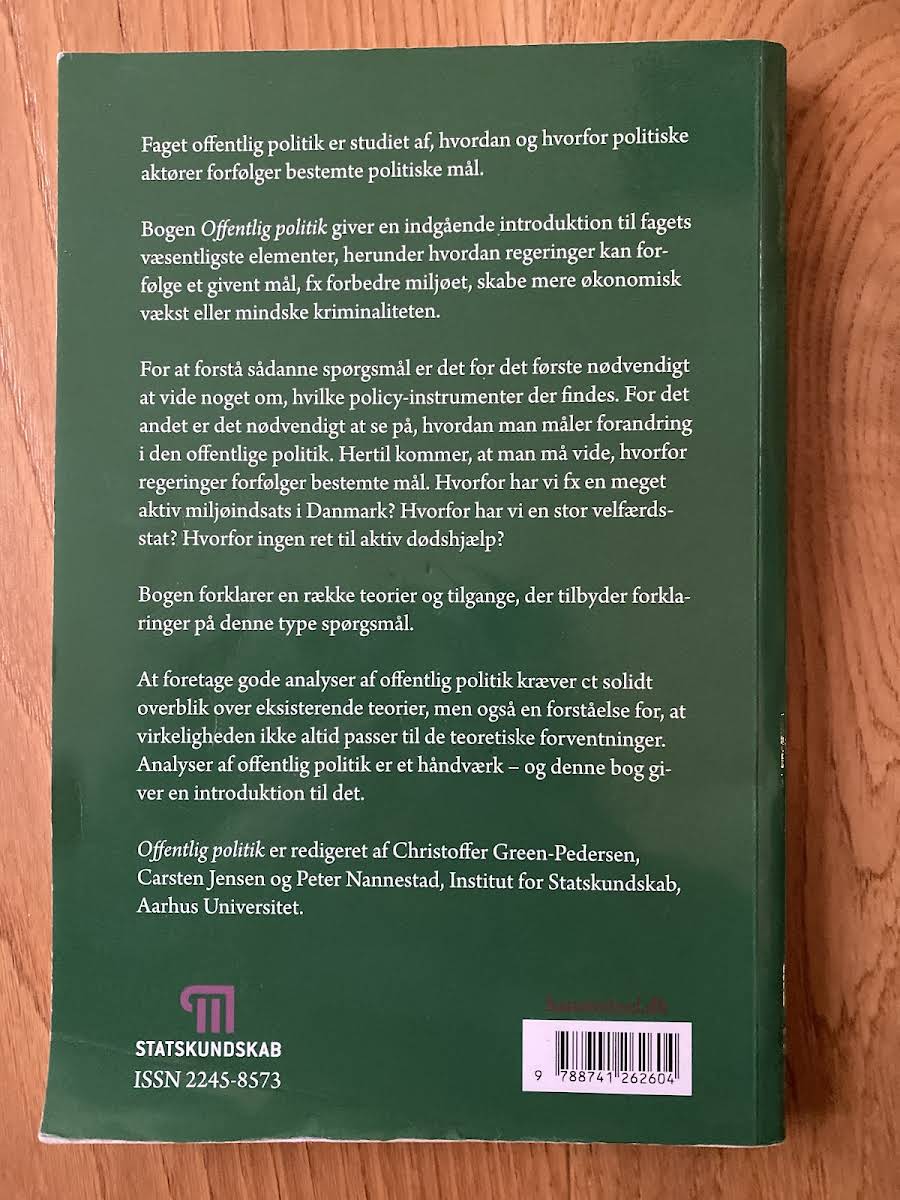 Faget offentlig politik er studiet af, hvordan og hvorfor politiske
aktører forfølger bestemte politiske mål.
Bogen Offentlig politik giver en indgående introduktion til fagets
væsentligste elementer, herunder hvordan regeringer kan for-
følge et givent mål, fx forbedre miljøet, skabe mere økonomisk
vækst eller mindske kriminaliteten.
For at forstå sådanne spørgsmål er det for det første nødvendigt
at vide noget om, hvilke policy-instrumenter der findes. For det
andet er det nødvendigt at se på, hvordan man måler forandring
i den offentlige politik. Hertil kommer, at man må vide, hvorfor
regeringer forfølger bestemte mål. Hvorfor har vi fx en meget
aktiv miljøindsats i Danmark? Hvorfor har vi en stor velfærds-
stat? Hvorfor ingen ret til aktiv dødshjælp?
Bogen forklarer en række teorier og tilgange, der tilbyder forkla-
ringer på denne type spørgsmål.
At foretage gode analyser af offentlig politik kræver et solidt
overblik over eksisterende teorier, men også en forståelse for, at
virkeligheden ikke altid passer til de teoretiske forventninger.
Analyser af offentlig politik er et håndværk – og denne bog gi-
ver en introduktion til det.
Offentlig politik er redigeret af Christoffer Green-Pedersen,
Carsten Jensen og Peter Nannestad, Institut for Statskundskab,
Aarhus Universitet.
STATSKUNDSKAB
ISSN 2245-8573
hansreitzel.dk
9 788741 262604